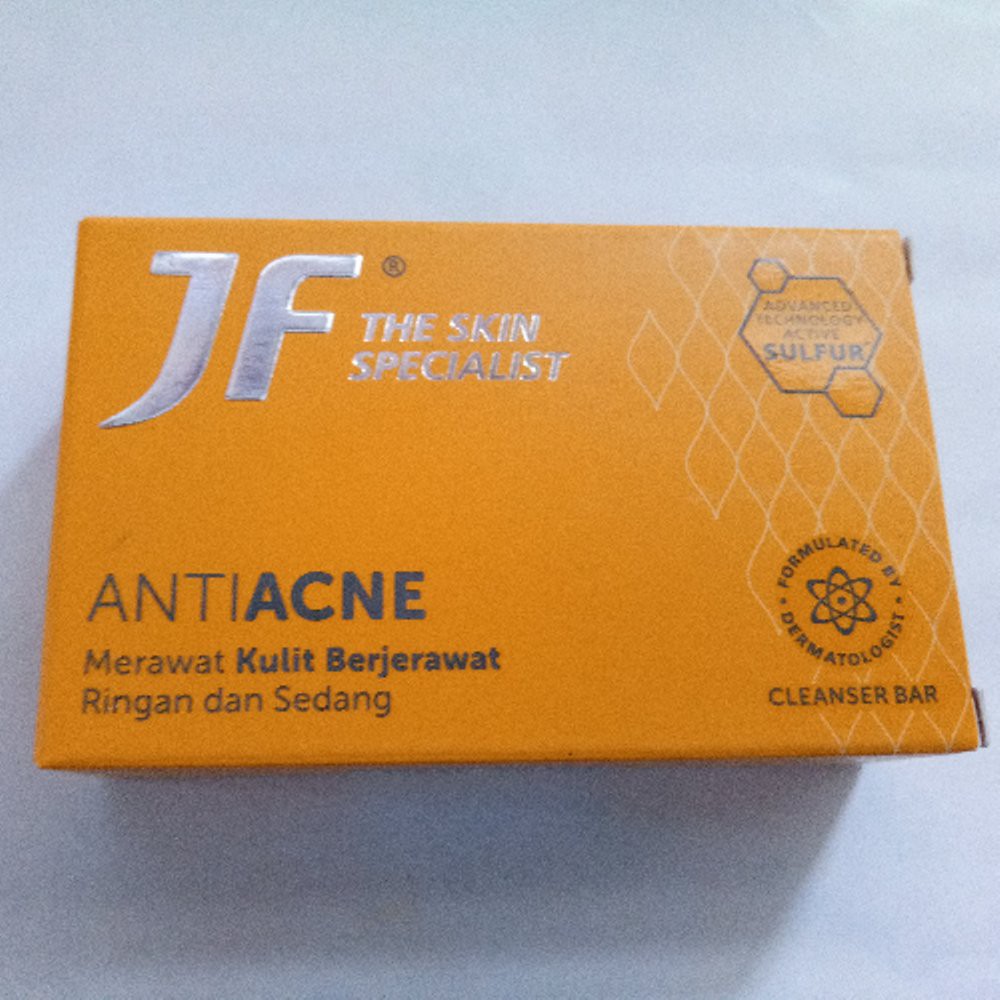 JF®
THE SKIN
SPECIALIST
ADVANCED
TECHNOLOGY
ACTIVE
SULFUR
ANTIACNE
Merawat Kulit Berjerawat
Ringan dan Sedang
FORMULATED BY
DERMATOLOGIST
CLEANSER BAR